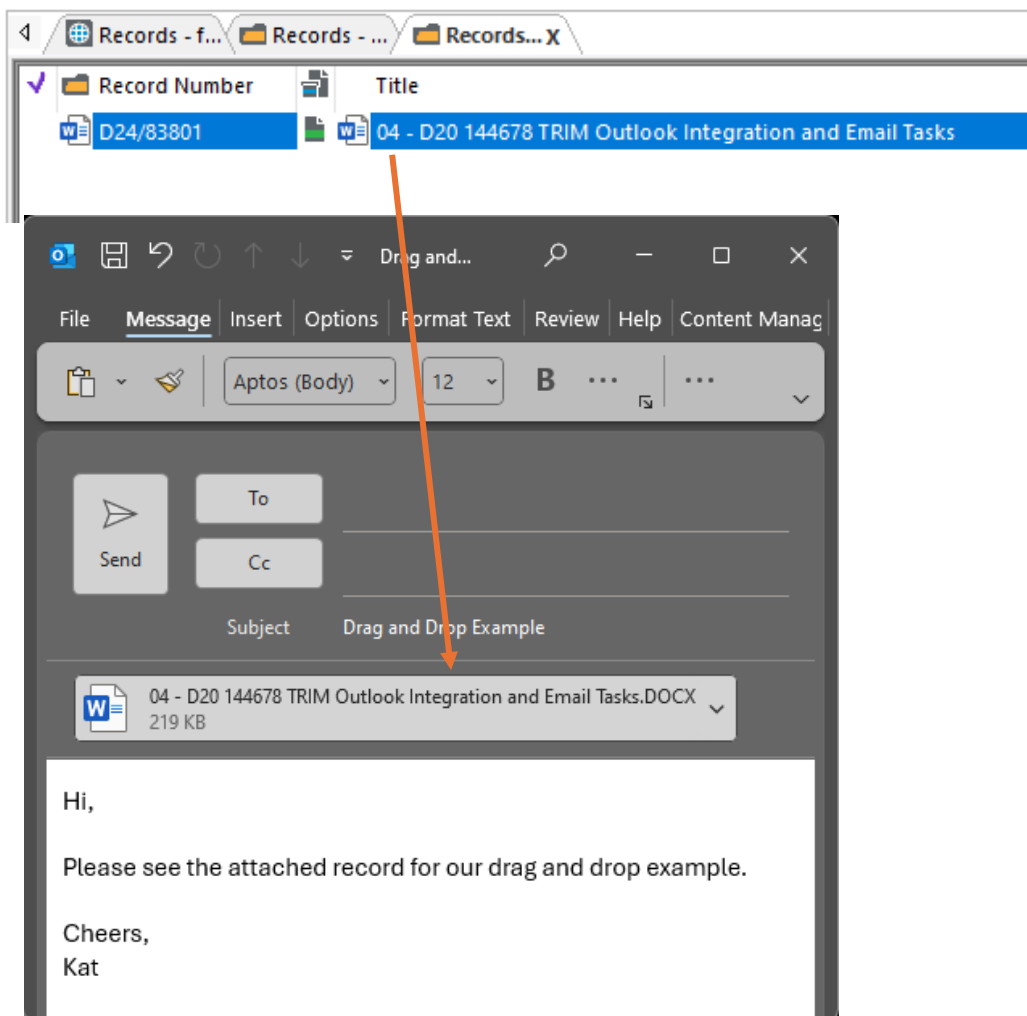 Records - f...
Records - ...
Records... x
Record Number
Title
D24/83801
04 - D20 144678 TRIM Outlook Integration and Email Tasks
Drag and...
File Message Insert Options Format Text Review Help Content Manag
Aptos (Body) 12 B
Send
To
Cc
Subject Drag and Drop Example
04 - D20 144678 TRIM Outlook Integration and Email Tasks.DOCX
219 KB
Hi,
Please see the attached record for our drag and drop example.
Cheers,
Kat